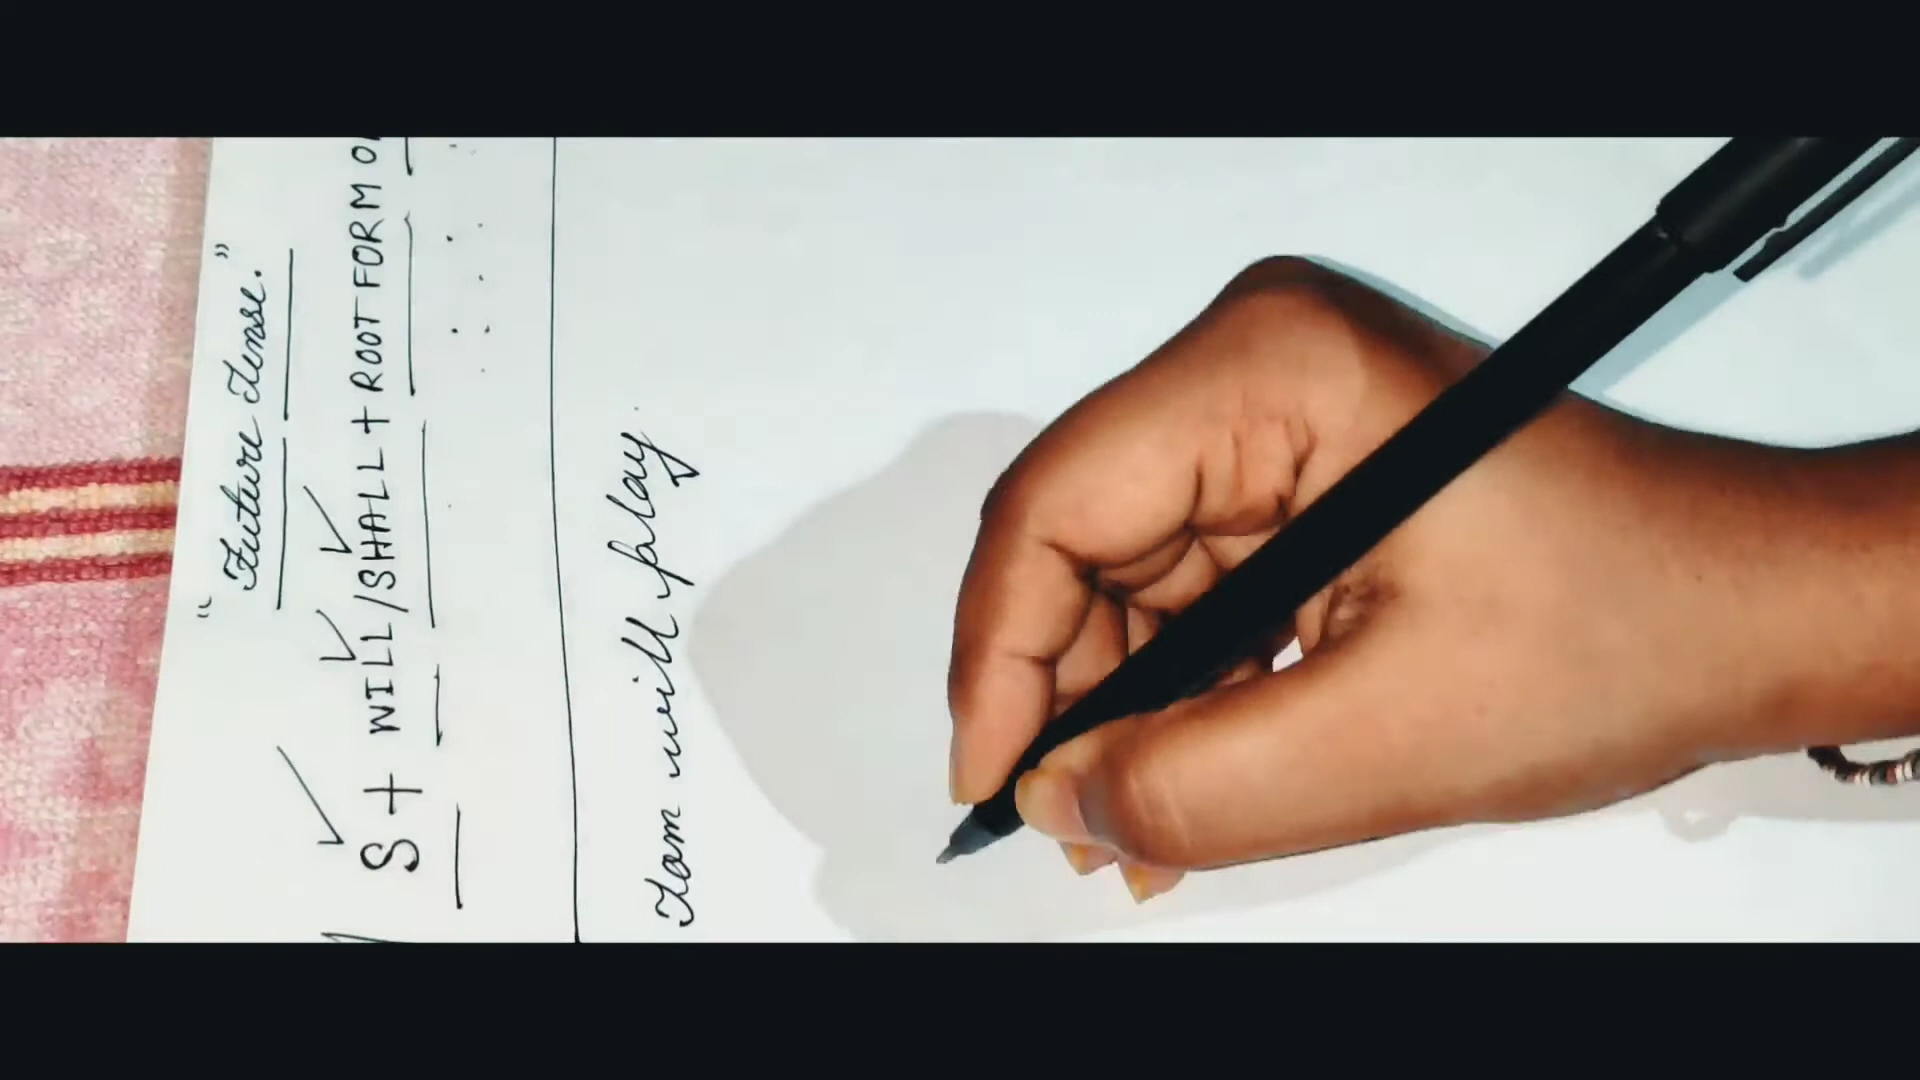 "Future Tense."
S + WILL/SHALL + ROOT FORM
Tom will play.